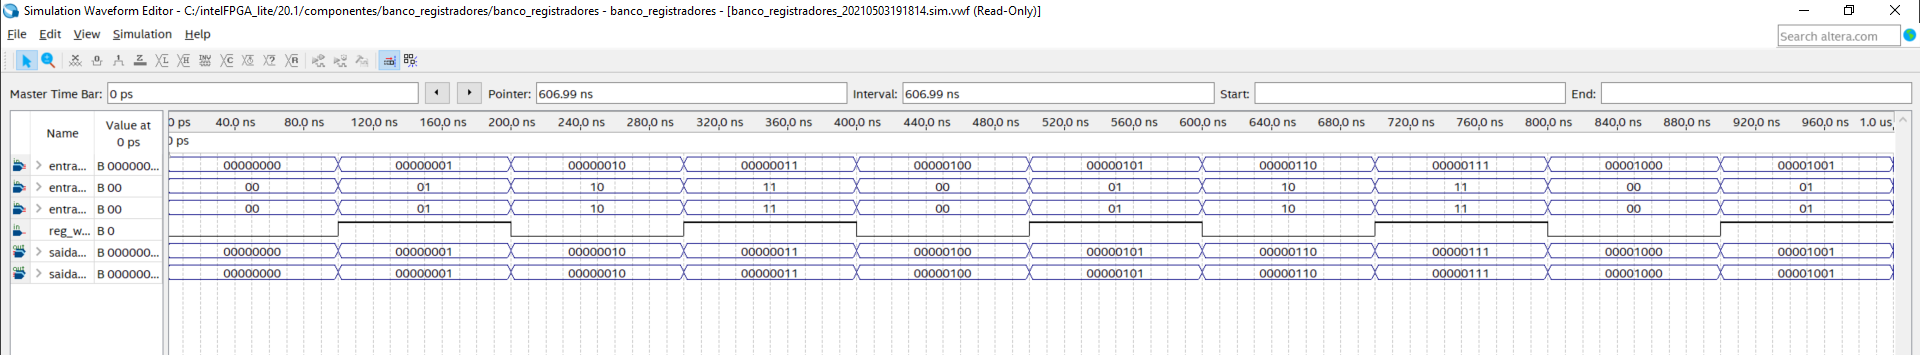 Simulation Waveform Editor - C:/intelFPGA_lite/20.1/componentes/banco_registradores/banco_registradores - banco_registradores - [banco_registradores_20210503191814.sim.vwf (Read-Only)]
File Edit View Simulation Help Search altera.com
Master Time Bar: 0 ps Pointer: 606.99 ns Interval: 606.99 ns Start: End:
Name Value at 0 ps
0 ps 40.0 ns 80.0 ns 120.0 ns 160.0 ns 200.0 ns 240.0 ns 280.0 ns 320.0 ns 360.0 ns 400.0 ns 440.0 ns 480.0 ns 520.0 ns 560.0 ns 600.0 ns 640.0 ns 680.0 ns 720.0 ns 760.0 ns 800.0 ns 840.0 ns 880.0 ns 920.0 ns 960.0 ns 1.0 us
0 ps
entra... B 0000000... 00000000 00000001 00000010 00000011 00000100 00000101 00000110 00000111 00001000 00001001
entra... B 00 00 01 10 11 00 01 10 11 00 01
entra... B 00 00 01 10 11 00 01 10 11 00 01
reg_w... B 0
saida... B 0000000... 00000000 00000001 00000010 00000011 00000100 00000101 00000110 00000111 00001000 00001001
saida... B 0000000... 00000000 00000001 00000010 00000011 00000100 00000101 00000110 00000111 00001000 00001001